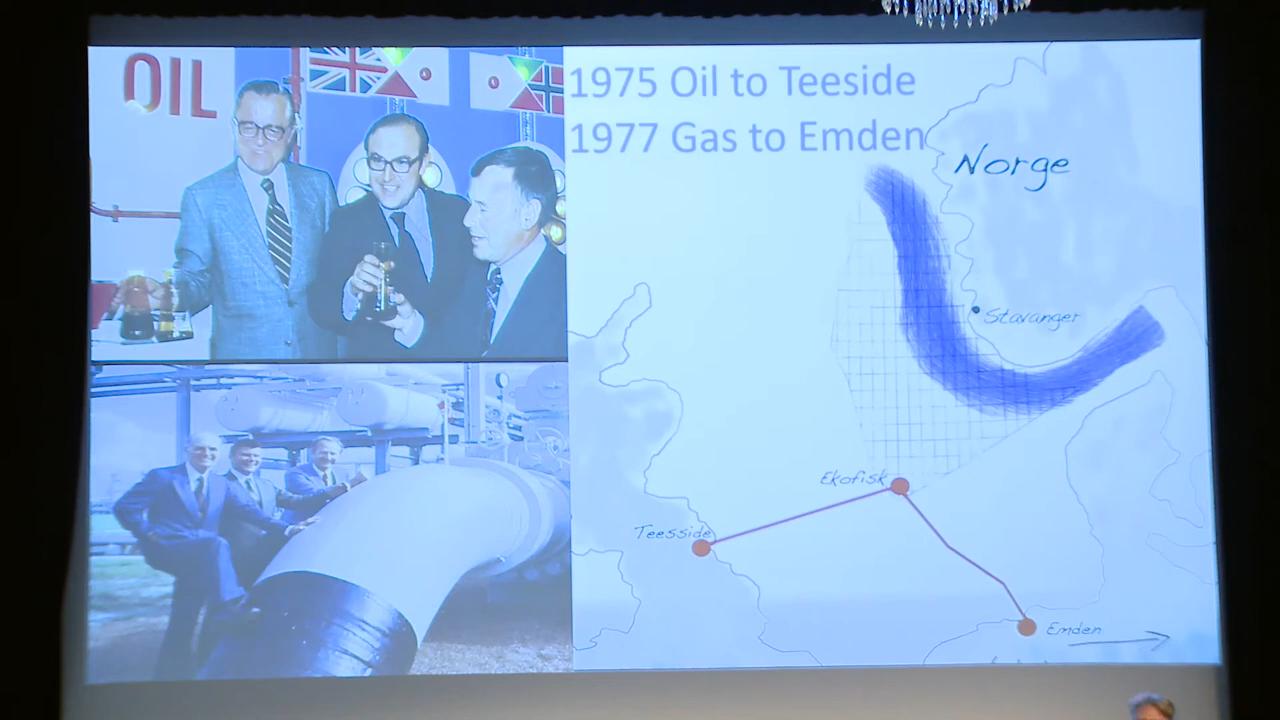 OIL
1975 Oil to Teeside
1977 Gas to Emden
Norge
Stavanger
Ekofisk
Teesside
Emden